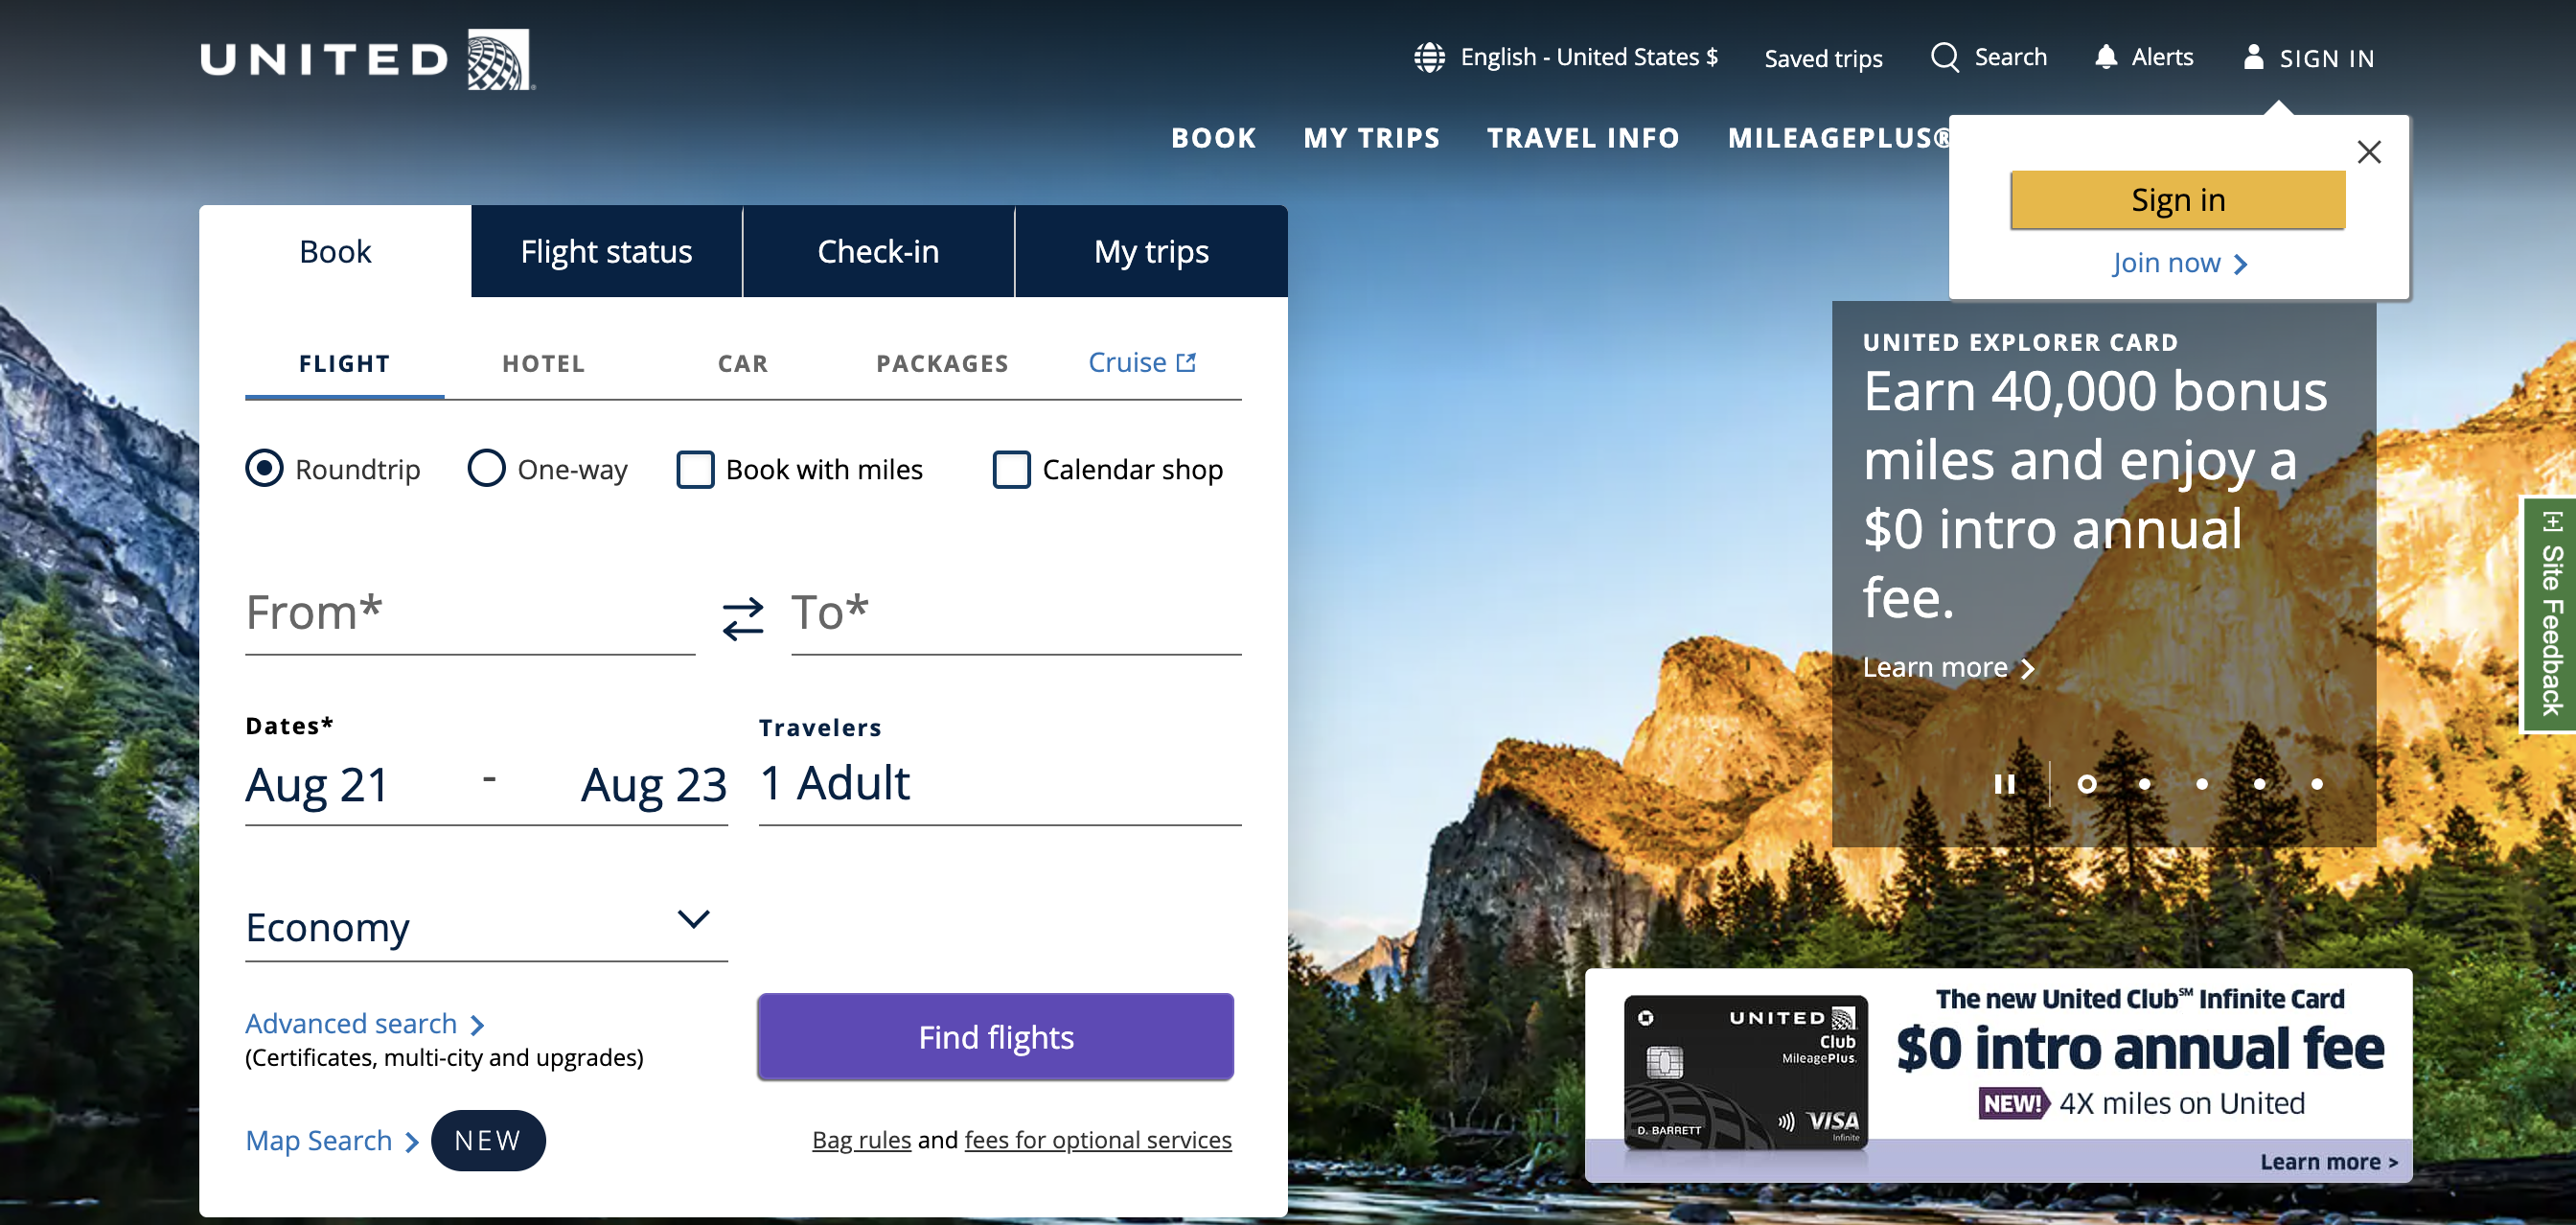 UNITED
English - United States $
Saved trips
Search
Alerts
SIGN IN
BOOK
MY TRIPS
TRAVEL INFO
MILEAGEPLUS®
Sign in
Join now
Book
Flight status
Check-in
My trips
FLIGHT
HOTEL
CAR
PACKAGES
Cruise
Roundtrip
One-way
Book with miles
Calendar shop
From*
To*
Dates*
Aug 21 - Aug 23
Travelers
1 Adult
Economy
Advanced search
(Certificates, multi-city and upgrades)
Find flights
Map Search
NEW
Bag rules and fees for optional services
UNITED EXPLORER CARD
Earn 40,000 bonus
miles and enjoy a
$0 intro annual
fee.
Learn more
[+] Site Feedback
UNITED
Club
MileagePlus.
VISA
Infinite
D. BARRETT
The new United Club℠ Infinite Card
$0 intro annual fee
NEW! 4X miles on United
Learn more >